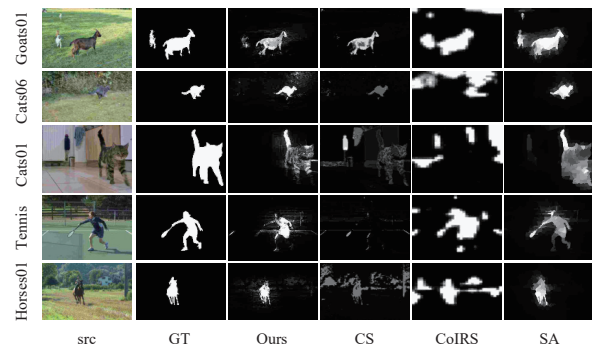 Goats01
Cats06
Cats01
Tennis
Horses01
src GT Ours CS CoIRS SA